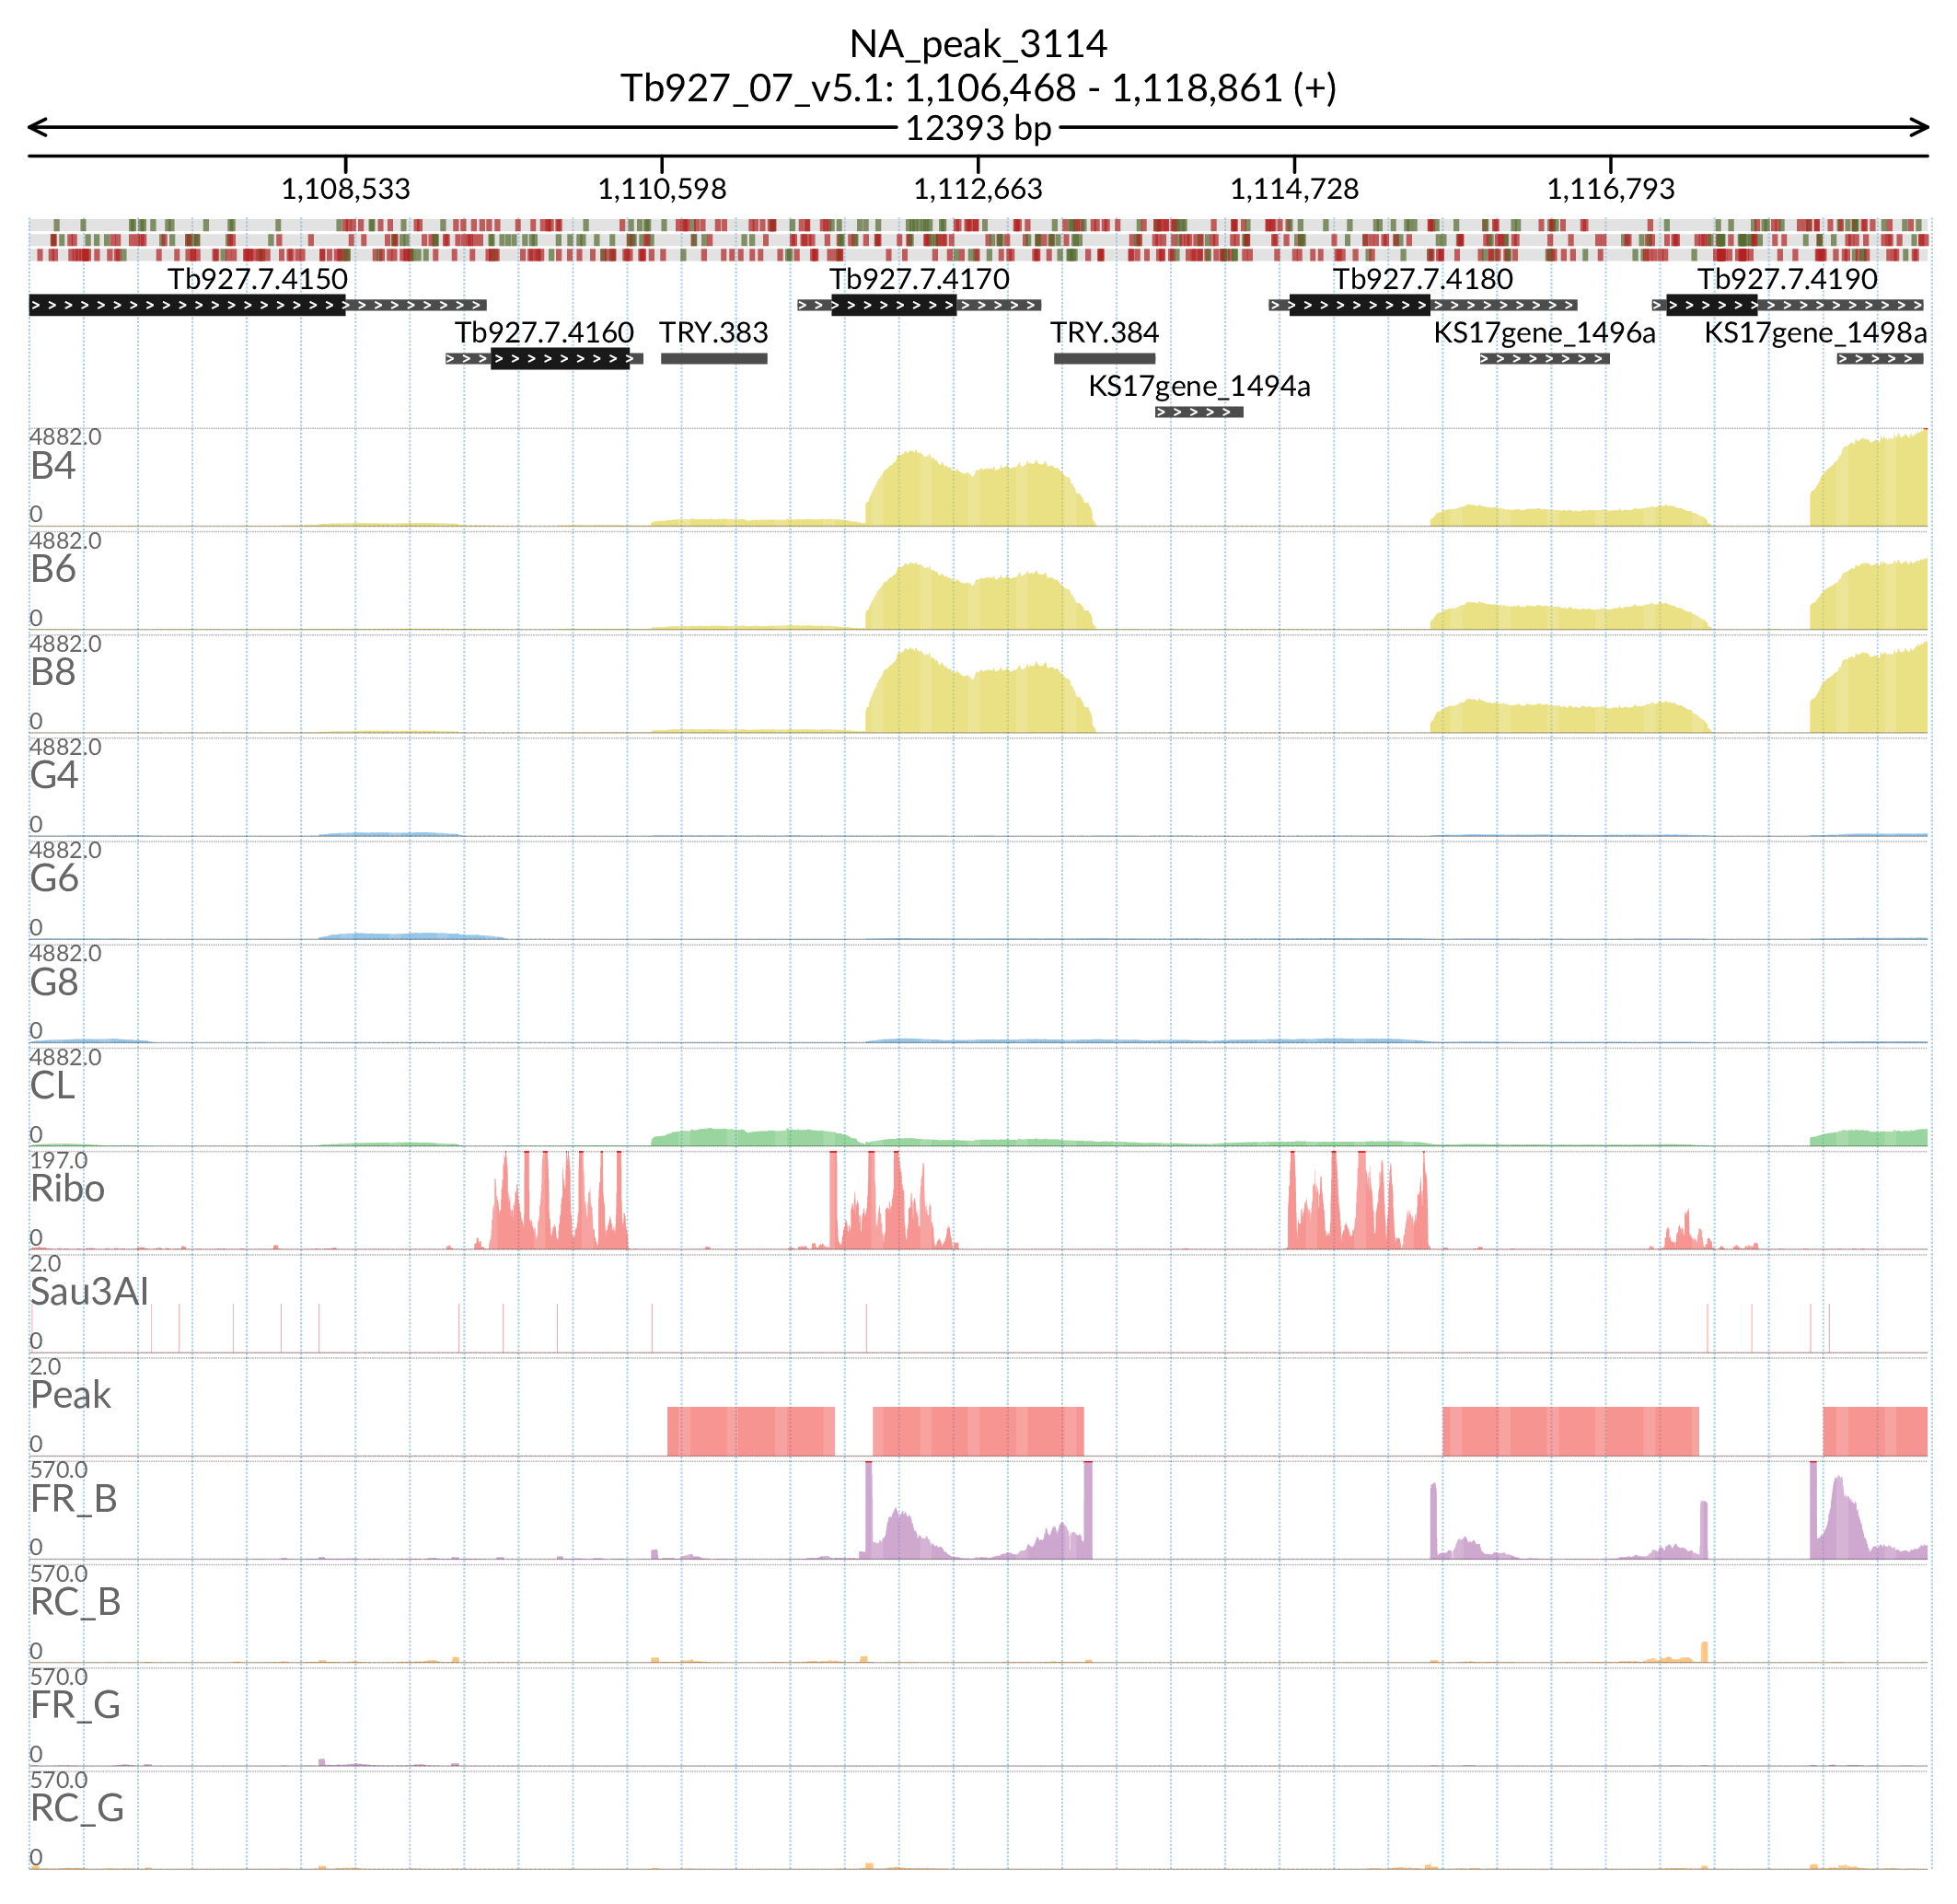 NA_peak_3114
Tb927_07_v5.1: 1,106,468 - 1,118,861 (+)
12393 bp
1,108,533 1,110,598 1,112,663 1,114,728 1,116,793
Tb927.7.4150 Tb927.7.4170 Tb927.7.4180 Tb927.7.4190
Tb927.7.4160 TRY.383 TRY.384 KS17gene_1496a KS17gene_1498a
KS17gene_1494a
4882.0
B4
0
4882.0
B6
0
4882.0
B8
0
4882.0
G4
0
4882.0
G6
0
4882.0
G8
0
4882.0
CL
0
197.0
Ribo
0
2.0
Sau3AI
0
2.0
Peak
0
570.0
FR_B
0
570.0
RC_B
0
570.0
FR_G
0
570.0
RC_G
0